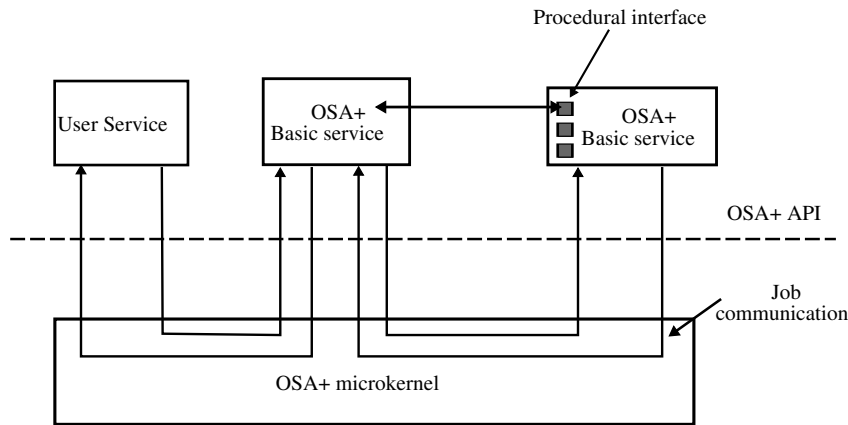 Procedural interface
User Service
OSA+
Basic service
OSA+
Basic service
OSA+ API
Job
communication
OSA+ microkernel